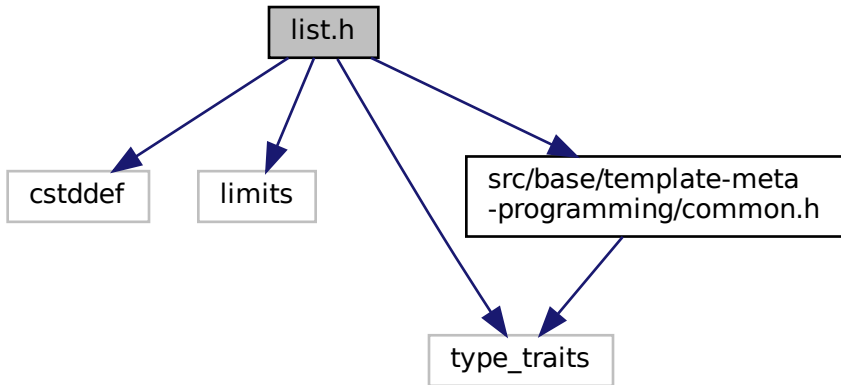 list.h
cstddef
limits
src/base/template-meta
-programming/common.h
type_traits